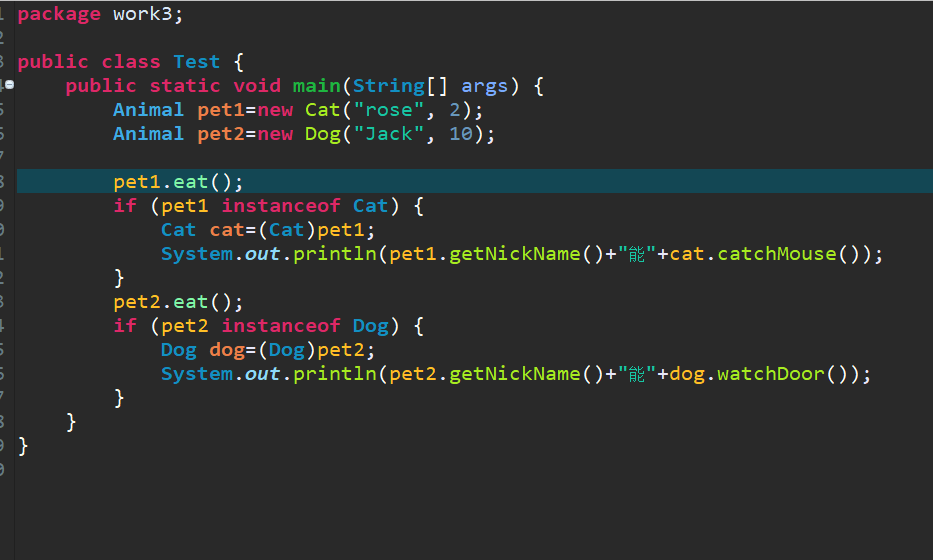 package work3;
public class Test {
public static void main(String[] args) {
Animal pet1=new Cat("rose", 2);
Animal pet2=new Dog("Jack", 10);
pet1.eat();
if (pet1 instanceof Cat) {
Cat cat=(Cat)pet1;
System.out.println(pet1.getNickName()+"能"+cat.catchMouse());
}
pet2.eat();
if (pet2 instanceof Dog) {
Dog dog=(Dog)pet2;
System.out.println(pet2.getNickName()+"能"+dog.watchDoor());
}
}
}